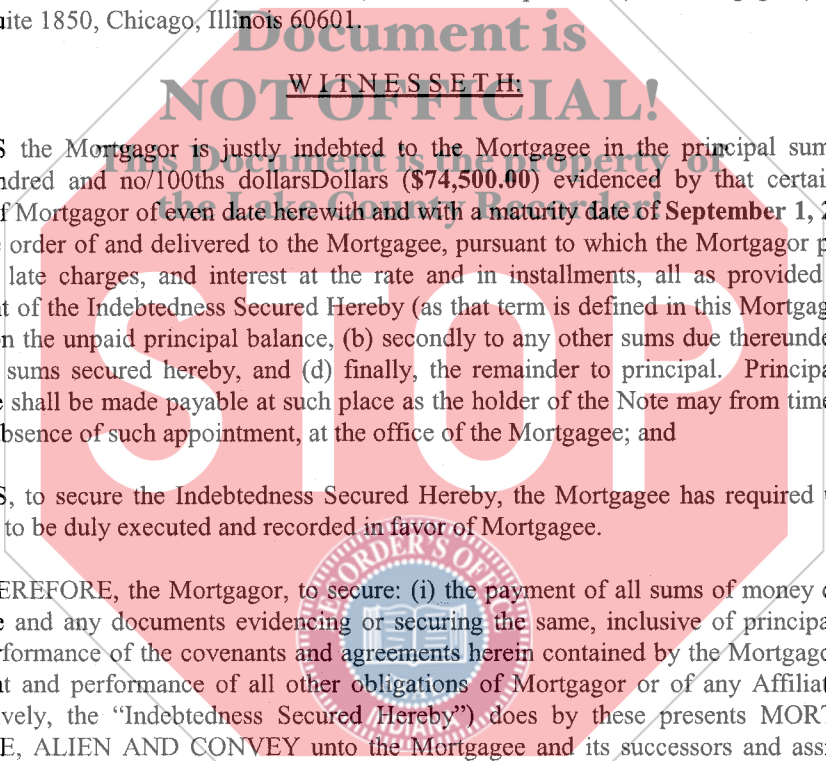 uite 1850, Chicago, Illinois 60601.
Document is
W I T N E S S E T H:
NOT OFFICIAL!
S the Mortgagor is justly indebted to the Mortgagee in the principal sum
This Document is the property of
ndred and no/100ths dollarsDollars ($74,500.00) evidenced by that certai
the Lake County Recorder!
f Mortgagor of even date herewith and with a maturity date of September 1, 2
e order of and delivered to the Mortgagee, pursuant to which the Mortgagor p
late charges, and interest at the rate and in installments, all as provided
nt of the Indebtedness Secured Hereby (as that term is defined in this Mortgag
on the unpaid principal balance, (b) secondly to any other sums due thereunde
sums secured hereby, and (d) finally, the remainder to principal. Principa
e shall be made payable at such place as the holder of the Note may from time
bsence of such appointment, at the office of the Mortgagee; and
STOP
S, to secure the Indebtedness Secured Hereby, the Mortgagee has required
to be duly executed and recorded in favor of Mortgagee.
RECORDER'S OFFICE
EREFORE, the Mortgagor, to secure: (i) the payment of all sums of money
e and any documents evidencing or securing the same, inclusive of principa
rformance of the covenants and agreements herein contained by the Mortgago
nt and performance of all other obligations of Mortgagor or of any Affiliat
ively, the “Indebtedness Secured Hereby”) does by these presents MORT
INDIANA
E, ALIEN AND CONVEY unto the Mortgagee and its successors and assi